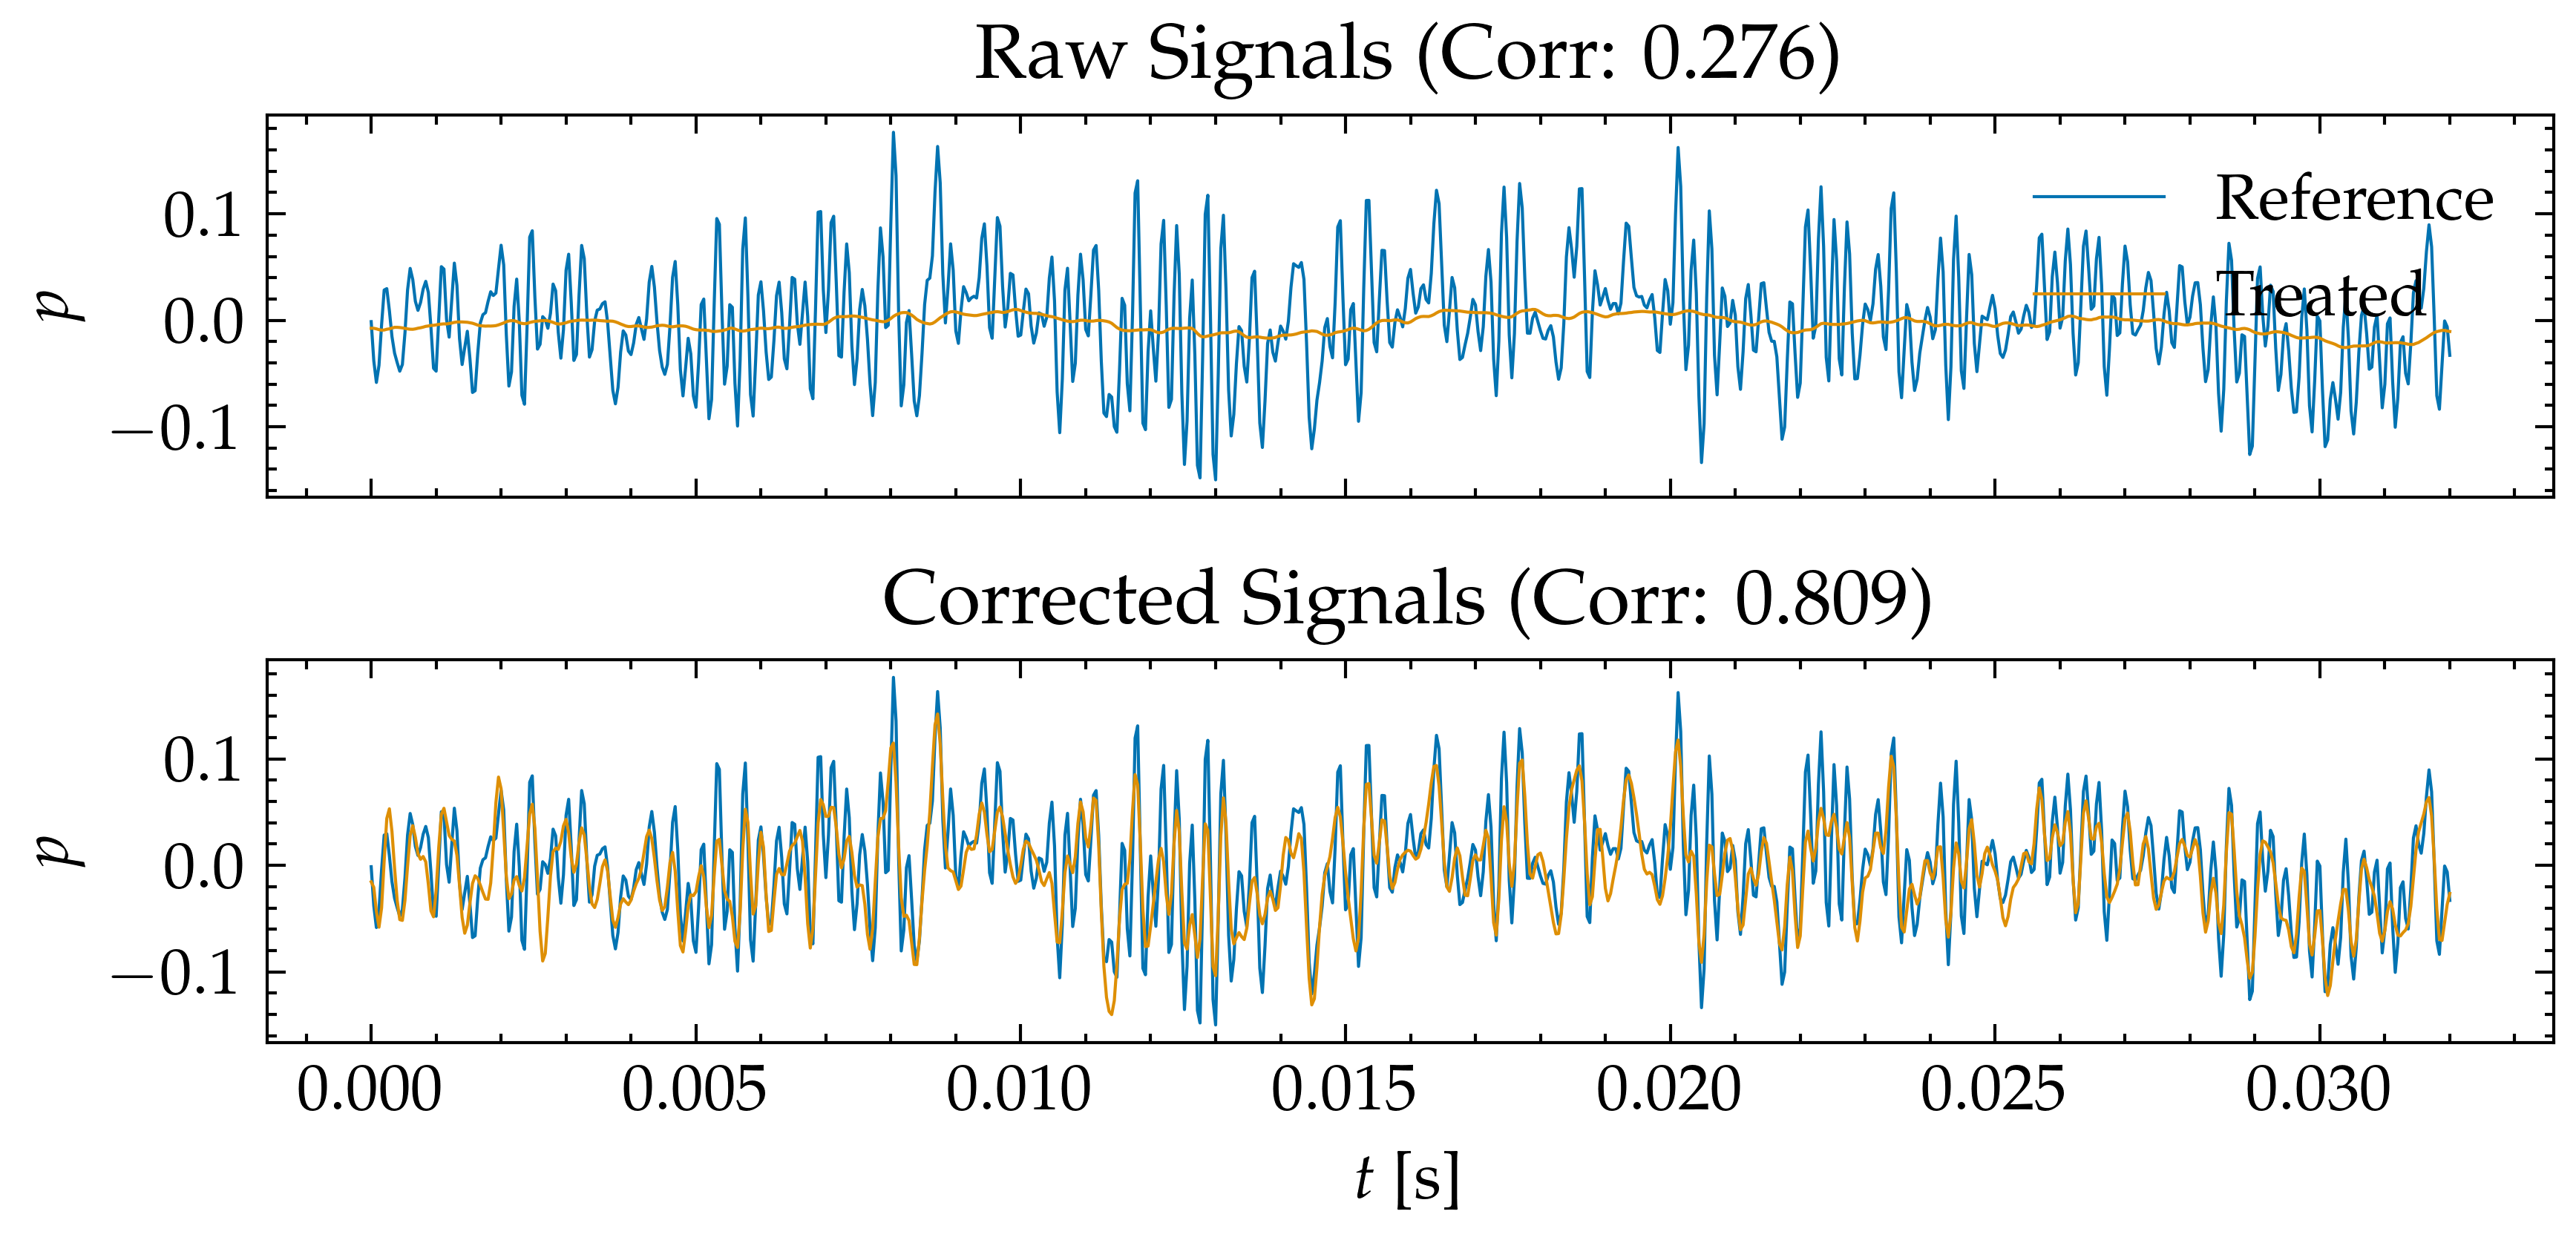 Raw Signals (Corr: 0.276)
p
0.1
0.0
−0.1
Reference
Treated
Corrected Signals (Corr: 0.809)
p
0.1
0.0
−0.1
0.000 0.005 0.010 0.015 0.020 0.025 0.030
t [s]